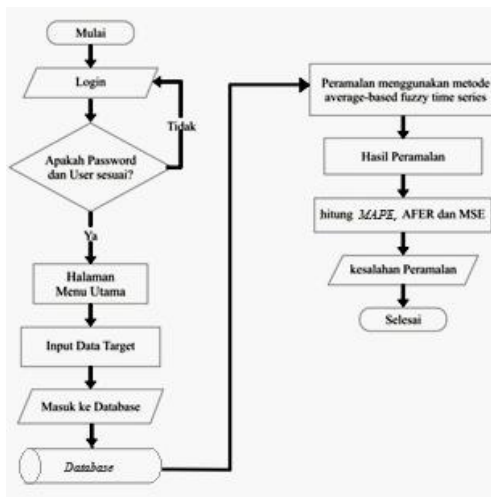 Mulai
Login
Tidak
Apakah Password
dan User sesuai?
Ya
Halaman
Menu Utama
Input Data Target
Masuk ke Database
Database
Peramalan menggunakan metode
average-based fuzzy time series
Hasil Peramalan
hitung MAPE, AFER dan MSE
kesalahan Peramalan
Selesai